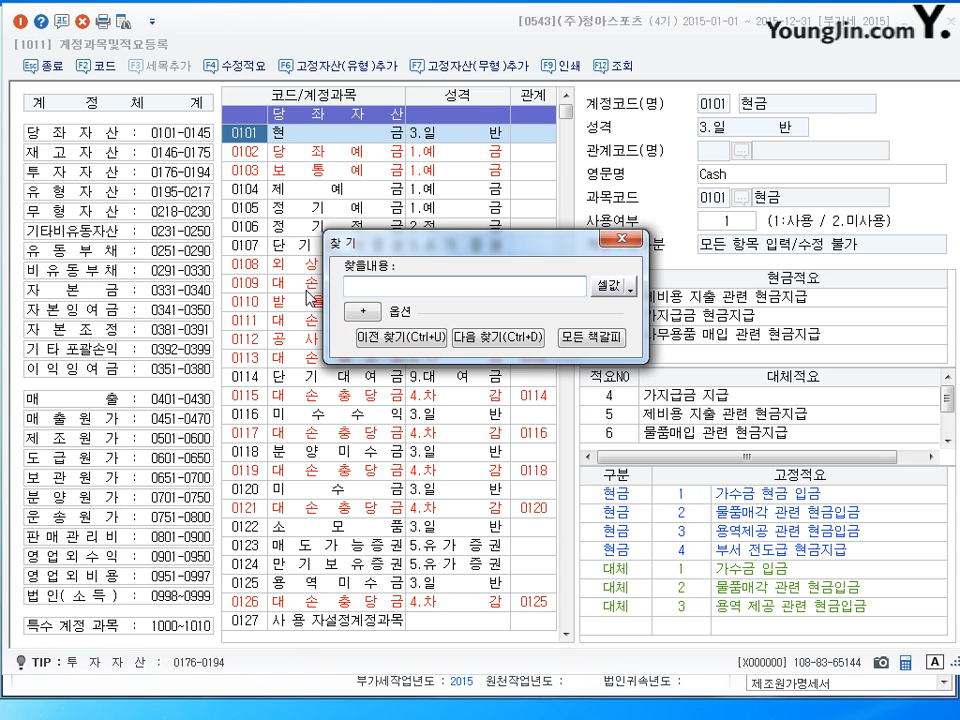 [0543](주)청아스포츠 (4기) 2015-01-01 ~ 2015-12-31 [부가세 2015]
YoungJin.com Y.
[1011] 계정과목및적요등록
Esc 종료 F2 코드 F3 세목추가 F4 수정적요 F6 고정자산(유형)추가 F7 고정자산(무형)추가 F9 인쇄 F12 조회
계 정 체 계
당 좌 자 산 : 0101-0145
재 고 자 산 : 0146-0175
투 자 자 산 : 0176-0194
유 형 자 산 : 0195-0217
무 형 자 산 : 0218-0230
기타비유동자산 : 0231-0250
유 동 부 채 : 0251-0290
비 유 동 부 채 : 0291-0330
자 본 금 : 0331-0340
자 본 잉 여 금 : 0341-0350
자 본 조 정 : 0381-0391
기 타 포괄손익 : 0392-0399
이 익 잉 여 금 : 0351-0380
매 출 : 0401-0430
매 출 원 가 : 0451-0470
제 조 원 가 : 0501-0600
도 급 원 가 : 0601-0650
보 관 원 가 : 0651-0700
분 양 원 가 : 0701-0750
운 송 원 가 : 0751-0800
판 매 관 리 비 : 0801-0900
영 업 외 수 익 : 0901-0950
영 업 외 비 용 : 0951-0997
법 인 ( 소 득 ) : 0998-0999
특수 계정 과목 : 1000~1010
코드/계정과목 성격 관계
당 좌 자 산
0101 현 금 3.일 반
0102 당 좌 예 금 1.예 금
0103 보 통 예 금 1.예 금
0104 제 예 금 1.예 금
0105 정 기 예 금 1.예 금
0106 정 기 적 금 2.적
0107 단 기
0108 외 상
0109 대 손
0110 받
0111 대 손
0112 공 사
0113 대 손
0114 단 기 대 여 금 9.대 여 금
0115 대 손 충 당 금 4.차 감 0114
0116 미 수 수 익 3.일 반
0117 대 손 충 당 금 4.차 감 0116
0118 분 양 미 수 금 3.일 반
0119 대 손 충 당 금 4.차 감 0118
0120 미 수 금 3.일 반
0121 대 손 충 당 금 4.차 감 0120
0122 소 모 품 3.일 반
0123 매 도 가 능 증 권 5.유 가 증 권
0124 만 기 보 유 증 권 5.유 가 증 권
0125 용 역 미 수 금 3.일 반
0126 대 손 충 당 금 4.차 감 0125
0127 사 용 자설정계정과목
찾 기
찾을내용:
셀값
+ 옵션
이전 찾기(Ctrl+U) 다음 찾기(Ctrl+D) 모든 책갈피
계정코드(명) 0101 현금
성격 3.일 반
관계코드(명)
영문명 Cash
과목코드 0101 현금
사용여부 1 (1:사용 / 2.미사용)
분 모든 항목 입력/수정 불가
현금적요
제비용 지출 관련 현금지급
가지급금 현금지급
사무용품 매입 관련 현금지급
적요NO 대체적요
4 가지급금 지급
5 제비용 지출 관련 현금지급
6 물품매입 관련 현금지급
구분 고정적요
현금 1 가수금 현금 입금
현금 2 물품매각 관련 현금입금
현금 3 용역제공 관련 현금입금
현금 4 부서 전도급 현금지급
대체 1 가수금 입금
대체 2 물품매각 관련 현금입금
대체 3 용역 제공 관련 현금입금
TIP : 투 자 자 산 : 0176-0194
[X000000] 108-83-65144 A
부가세작업년도 : 2015 원천작업년도 : 법인귀속년도 : 제조원가명세서